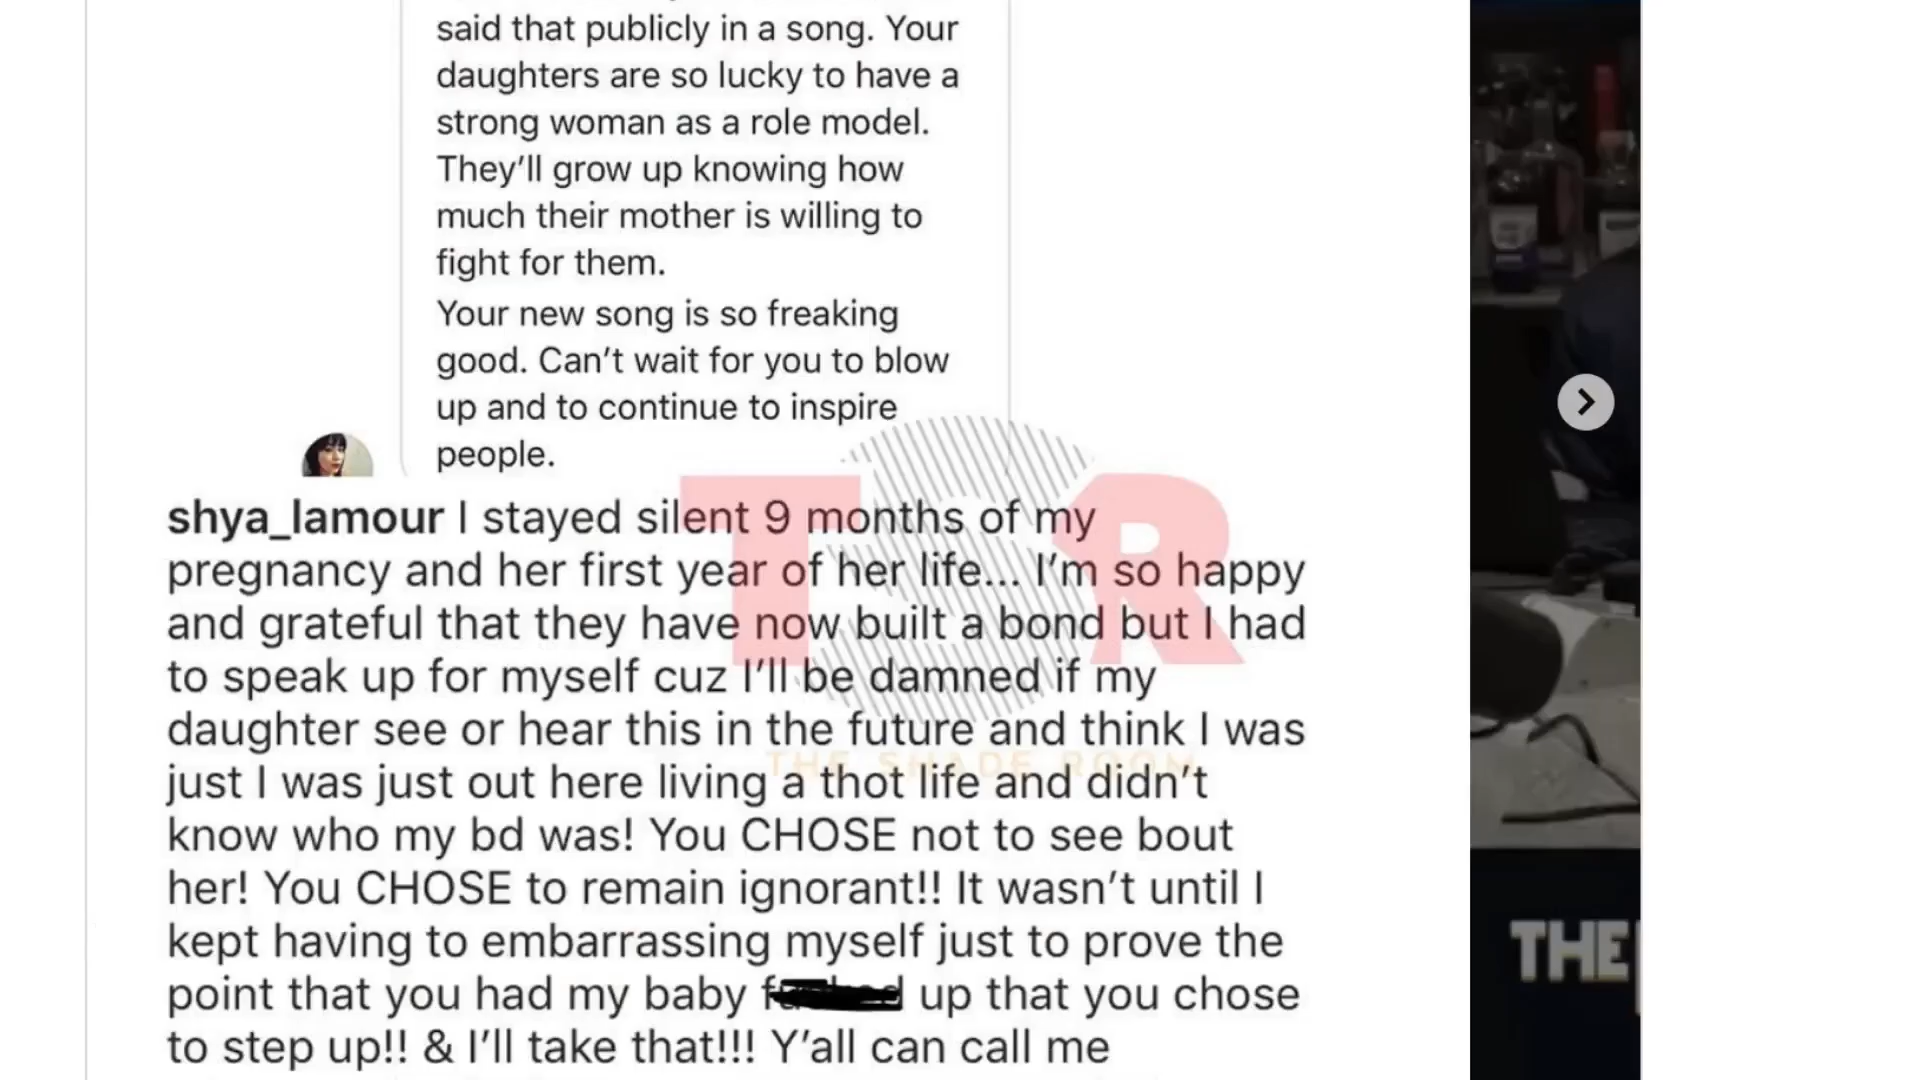 said that publicly in a song. Your
daughters are so lucky to have a
strong woman as a role model.
They'll grow up knowing how
much their mother is willing to
fight for them.
Your new song is so freaking
good. Can't wait for you to blow
up and to continue to inspire
people.
shya_lamour I stayed silent 9 months of my
pregnancy and her first year of her life... I'm so happy
and grateful that they have now built a bond but I had
to speak up for myself cuz I'll be damned if my
daughter see or hear this in the future and think I was
just I was just out here living a thot life and didn't
know who my bd was! You CHOSE not to see bout
her! You CHOSE to remain ignorant!! It wasn't until I
kept having to embarrassing myself just to prove the
point that you had my baby up that you chose
to step up!! & I'll take that!!! Y'all can call me
TSR
THE SHADE ROOM
THE